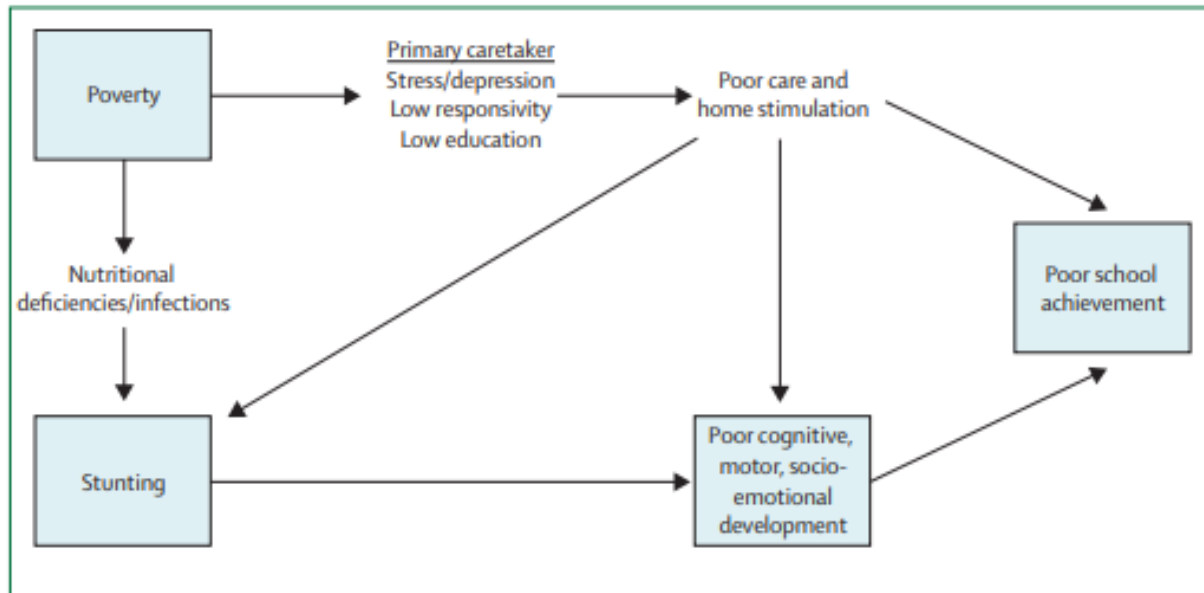 Poverty
Primary caretaker
Stress/depression
Low responsivity
Low education
Poor care and
home stimulation
Nutritional
deficiencies/infections
Poor school
achievement
Stunting
Poor cognitive,
motor, socio-
emotional
development